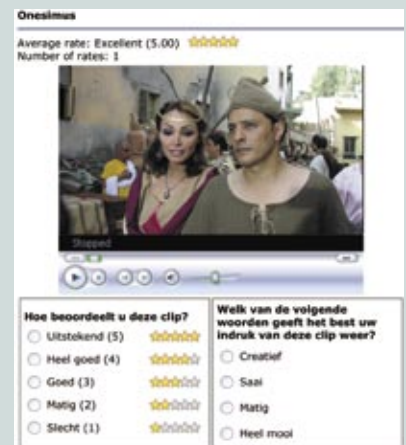 Onesimus
Average rate: Excellent (5.00)
Number of rates: 1
Stopped
Hoe beoordeelt u deze clip?
Uitstekend (5)
Heel goed (4)
Goed (3)
Matig (2)
Slecht (1)
Welk van de volgende
woorden geeft het best uw
indruk van deze clip weer?
Creatief
Saai
Matig
Heel mooi